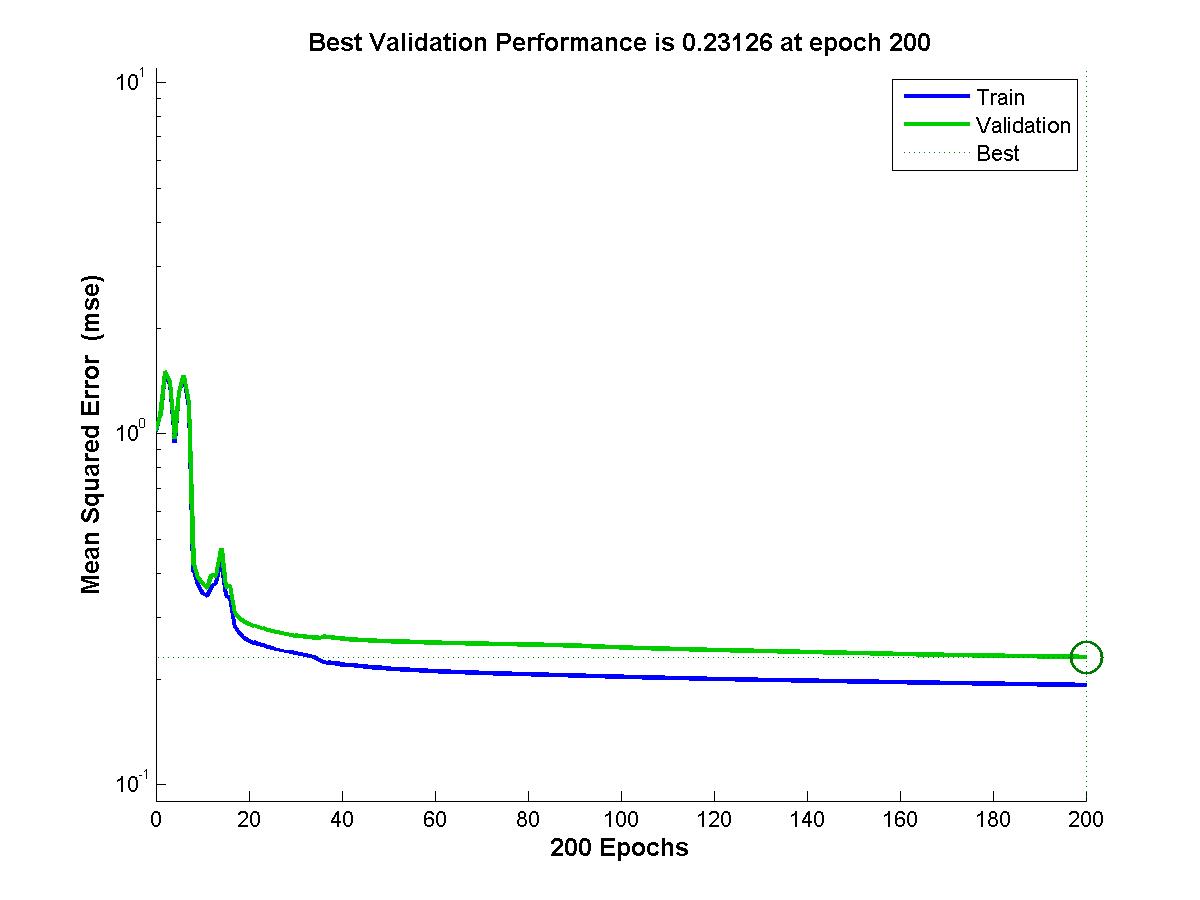 Best Validation Performance is 0.23126 at epoch 200
10^1
Train
Validation
Best
Mean Squared Error (mse)
10^0
10^-1
0 20 40 60 80 100 120 140 160 180 200
200 Epochs